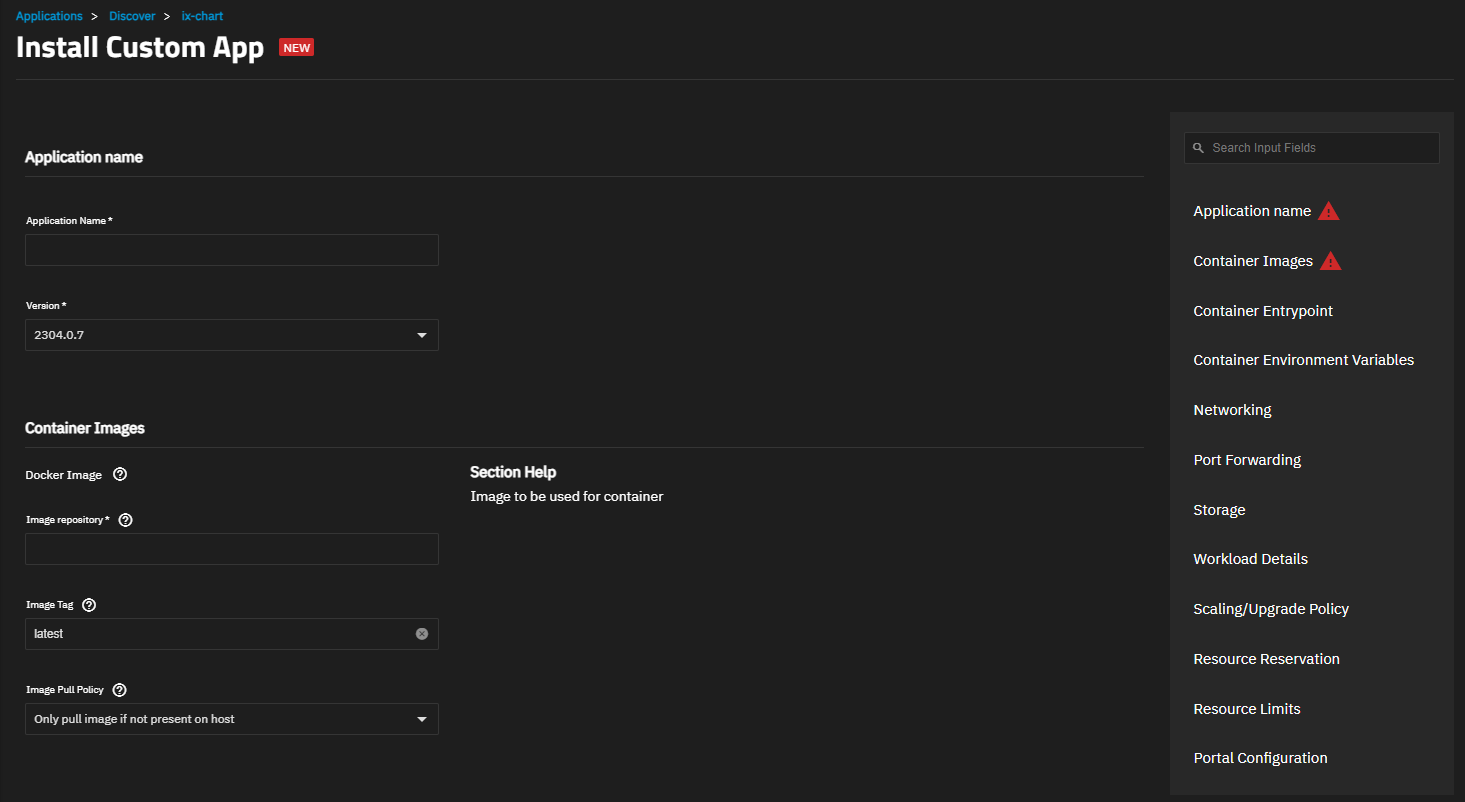 Applications > Discover > ix-chart
Install Custom App NEW
Application name
Application Name *
Version *
2304.0.7
Container Images
Docker Image
Image repository *
Image Tag
latest
Image Pull Policy
Only pull image if not present on host
Section Help
Image to be used for container
Search Input Fields
Application name
Container Images
Container Entrypoint
Container Environment Variables
Networking
Port Forwarding
Storage
Workload Details
Scaling/Upgrade Policy
Resource Reservation
Resource Limits
Portal Configuration